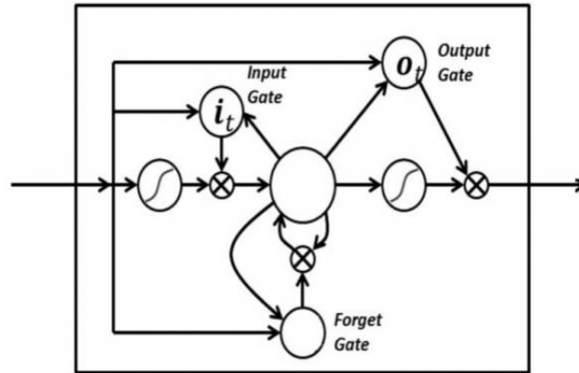 Output
Gate
o_t
Input
Gate
i_t
Forget
Gate